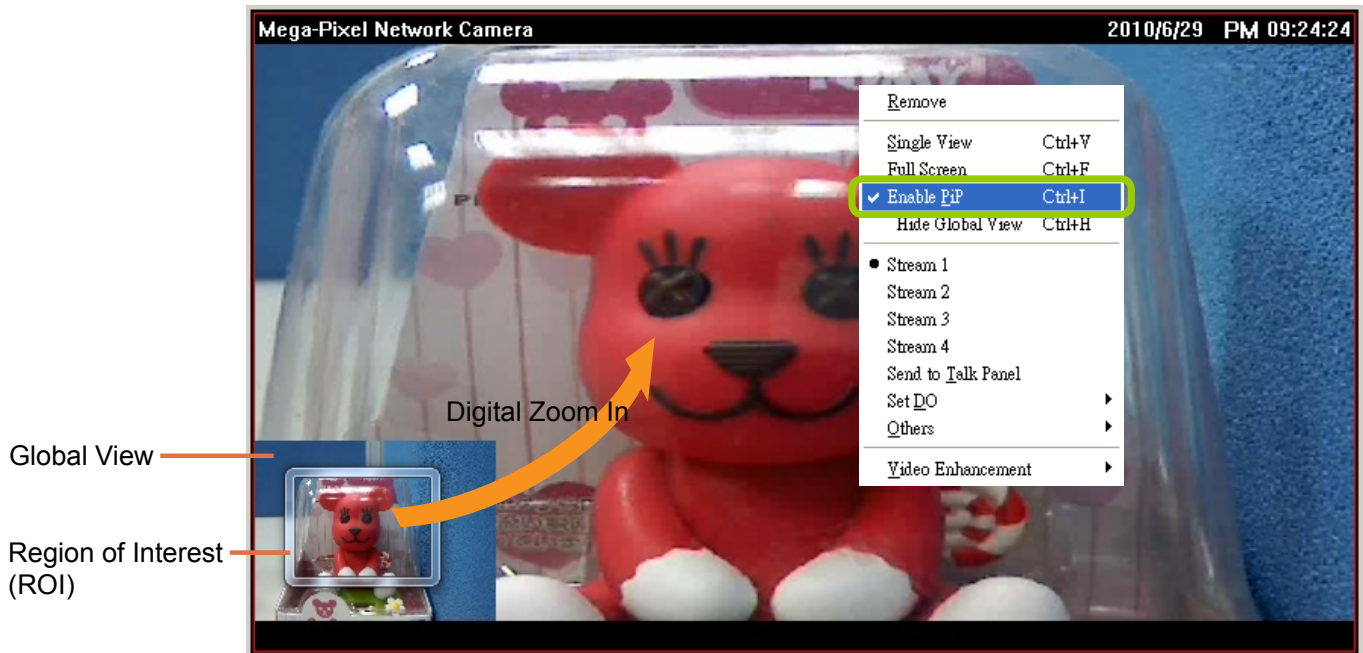 Mega-Pixel Network Camera
2010/6/29 PM 09:24:24
Remove
Single View Ctrl+V
Full Screen Ctrl+F
Enable PiP Ctrl+I
Hide Global View Ctrl+H
Stream 1
Stream 2
Stream 3
Stream 4
Send to Talk Panel
Set DO
Others
Video Enhancement
Digital Zoom In
Global View
Region of Interest
(ROI)